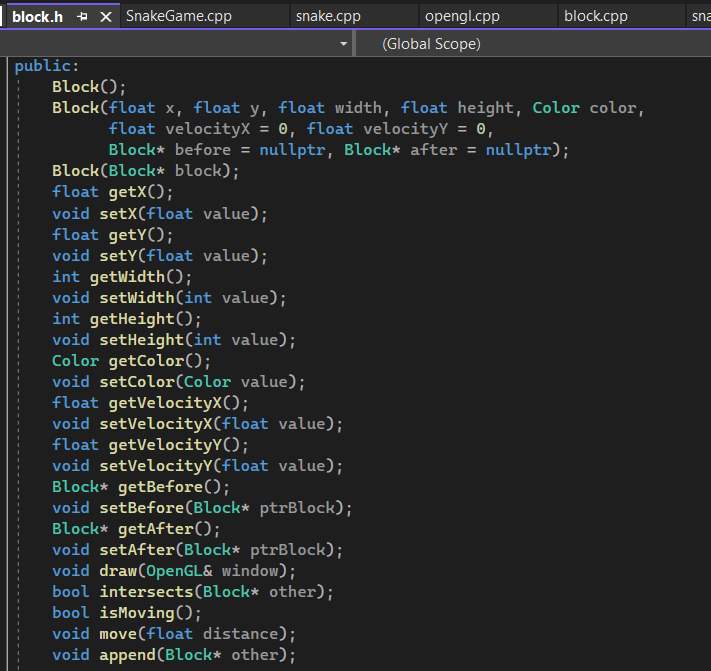 block.h SnakeGame.cpp snake.cpp opengl.cpp block.cpp sna
(Global Scope)
public:
Block();
Block(float x, float y, float width, float height, Color color,
float velocityX = 0, float velocityY = 0,
Block* before = nullptr, Block* after = nullptr);
Block(Block* block);
float getX();
void setX(float value);
float getY();
void setY(float value);
int getWidth();
void setWidth(int value);
int getHeight();
void setHeight(int value);
Color getColor();
void setColor(Color value);
float getVelocityX();
void setVelocityX(float value);
float getVelocityY();
void setVelocityY(float value);
Block* getBefore();
void setBefore(Block* ptrBlock);
Block* getAfter();
void setAfter(Block* ptrBlock);
void draw(OpenGL& window);
bool intersects(Block* other);
bool isMoving();
void move(float distance);
void append(Block* other);